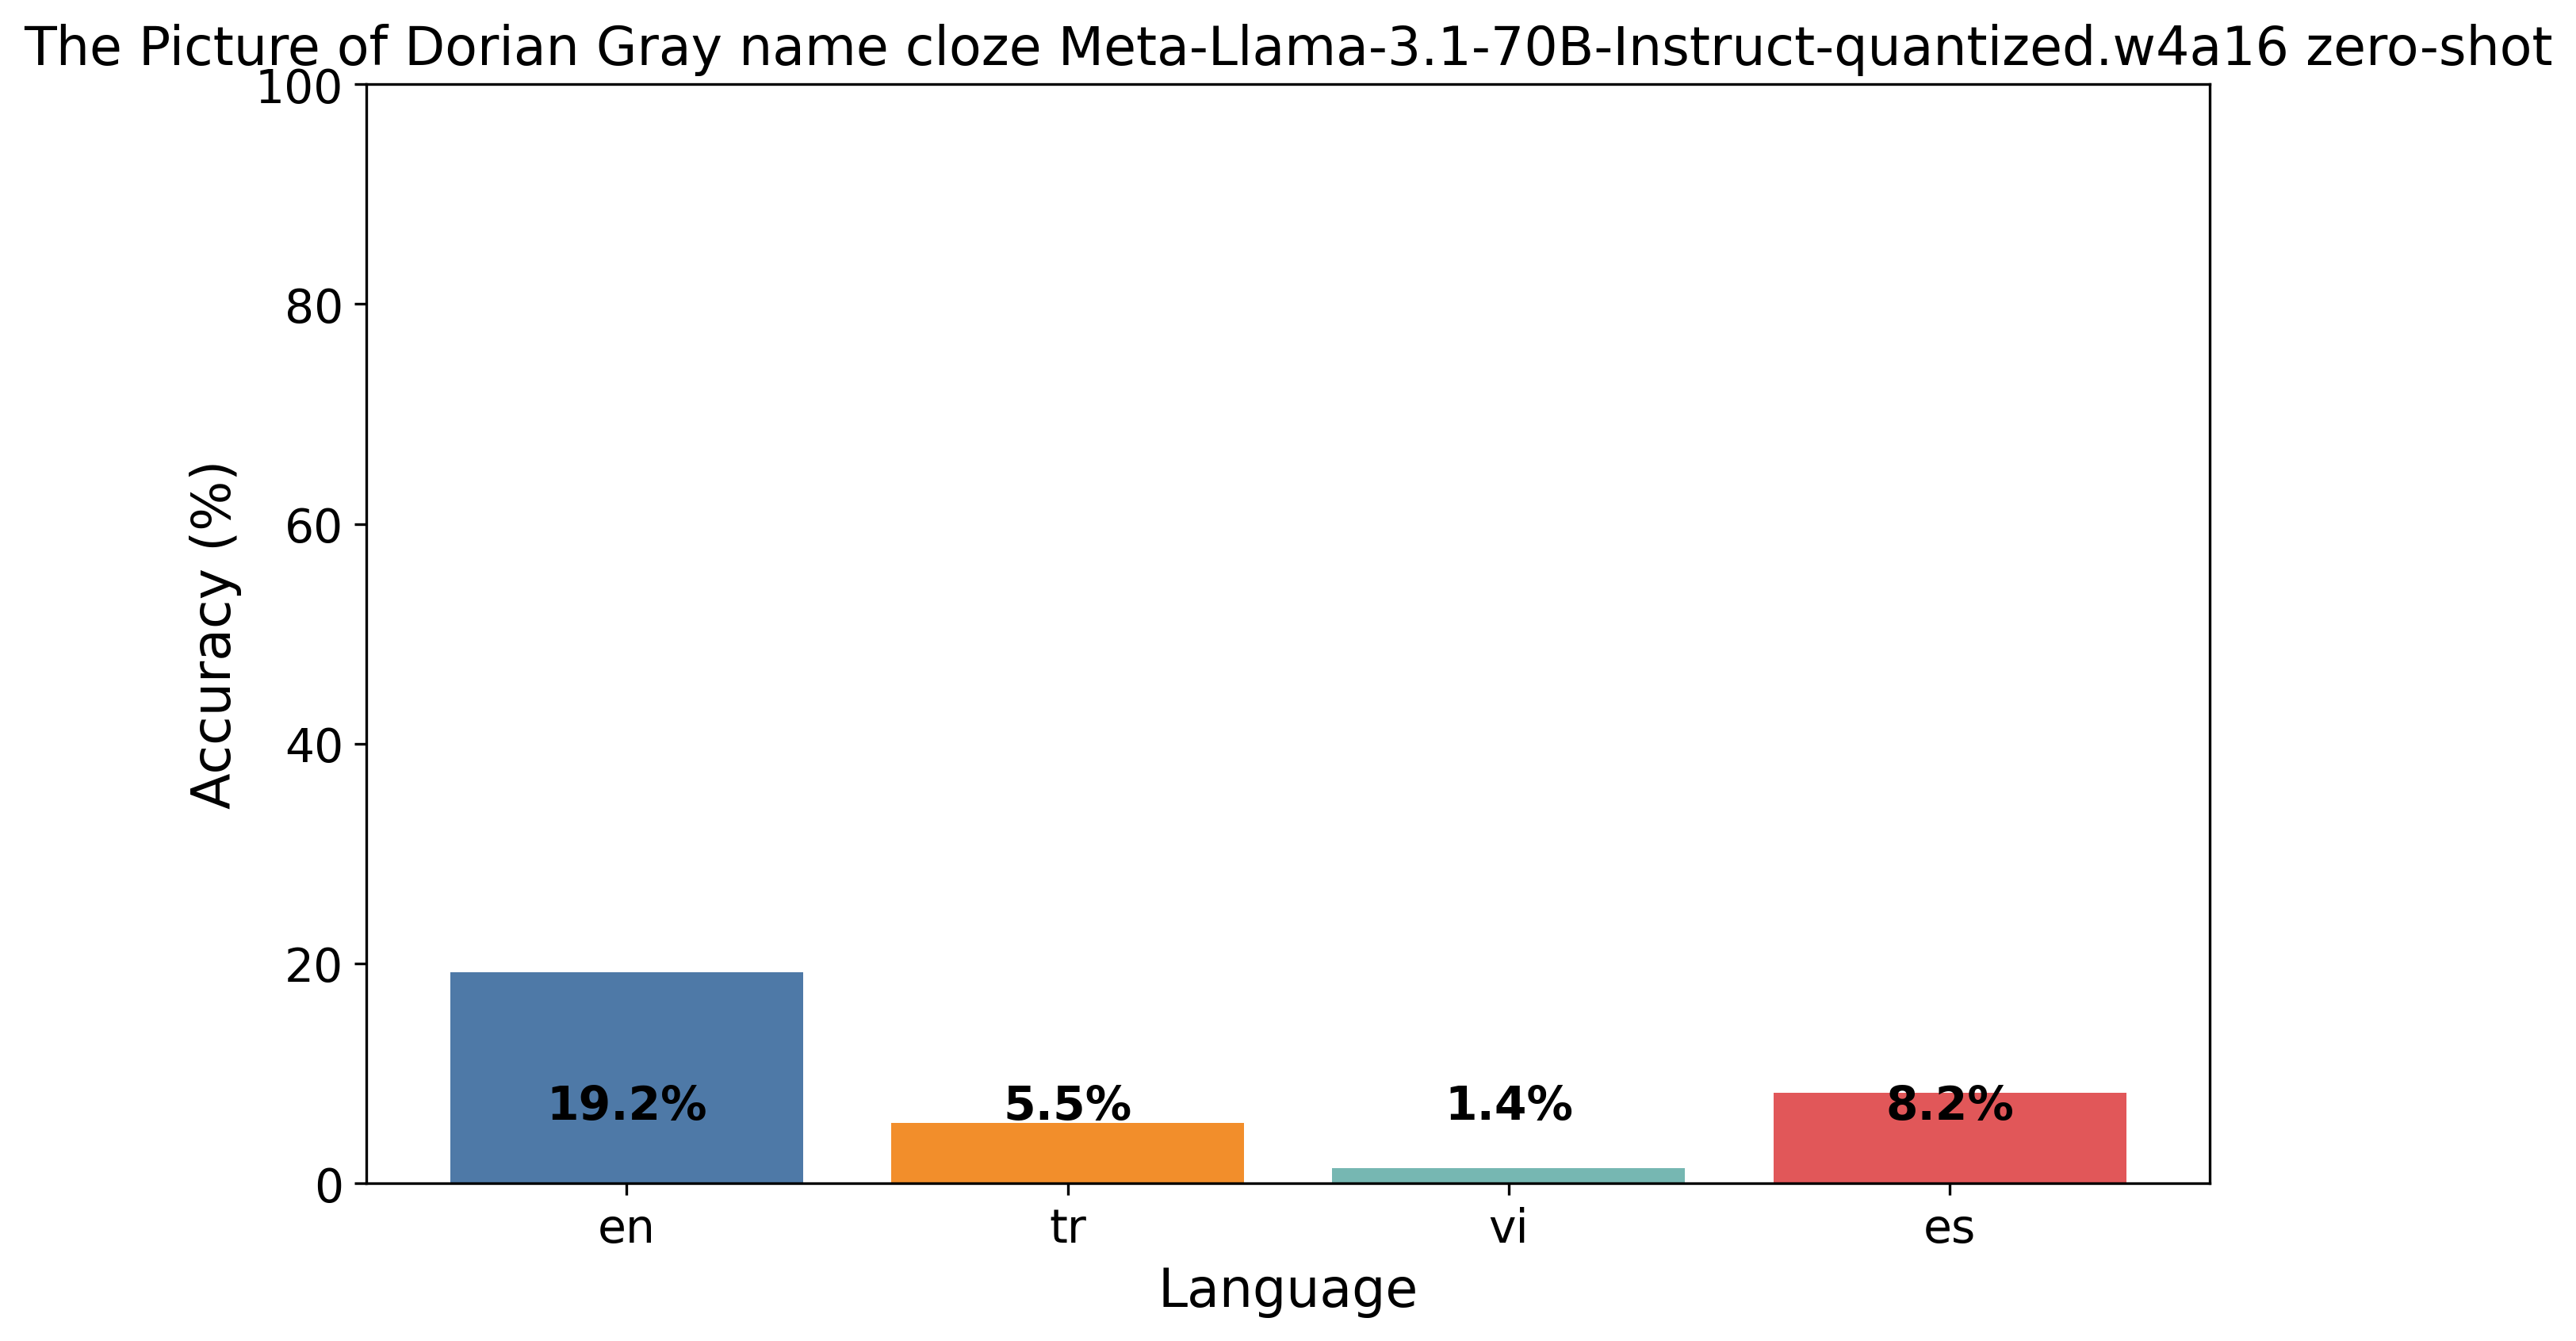 The Picture of Dorian Gray name cloze Meta-Llama-3.1-70B-Instruct-quantized.w4a16 zero-shot
100
80
60
40
20
0
Accuracy (%)
19.2%
5.5%
1.4%
8.2%
en
tr
vi
es
Language